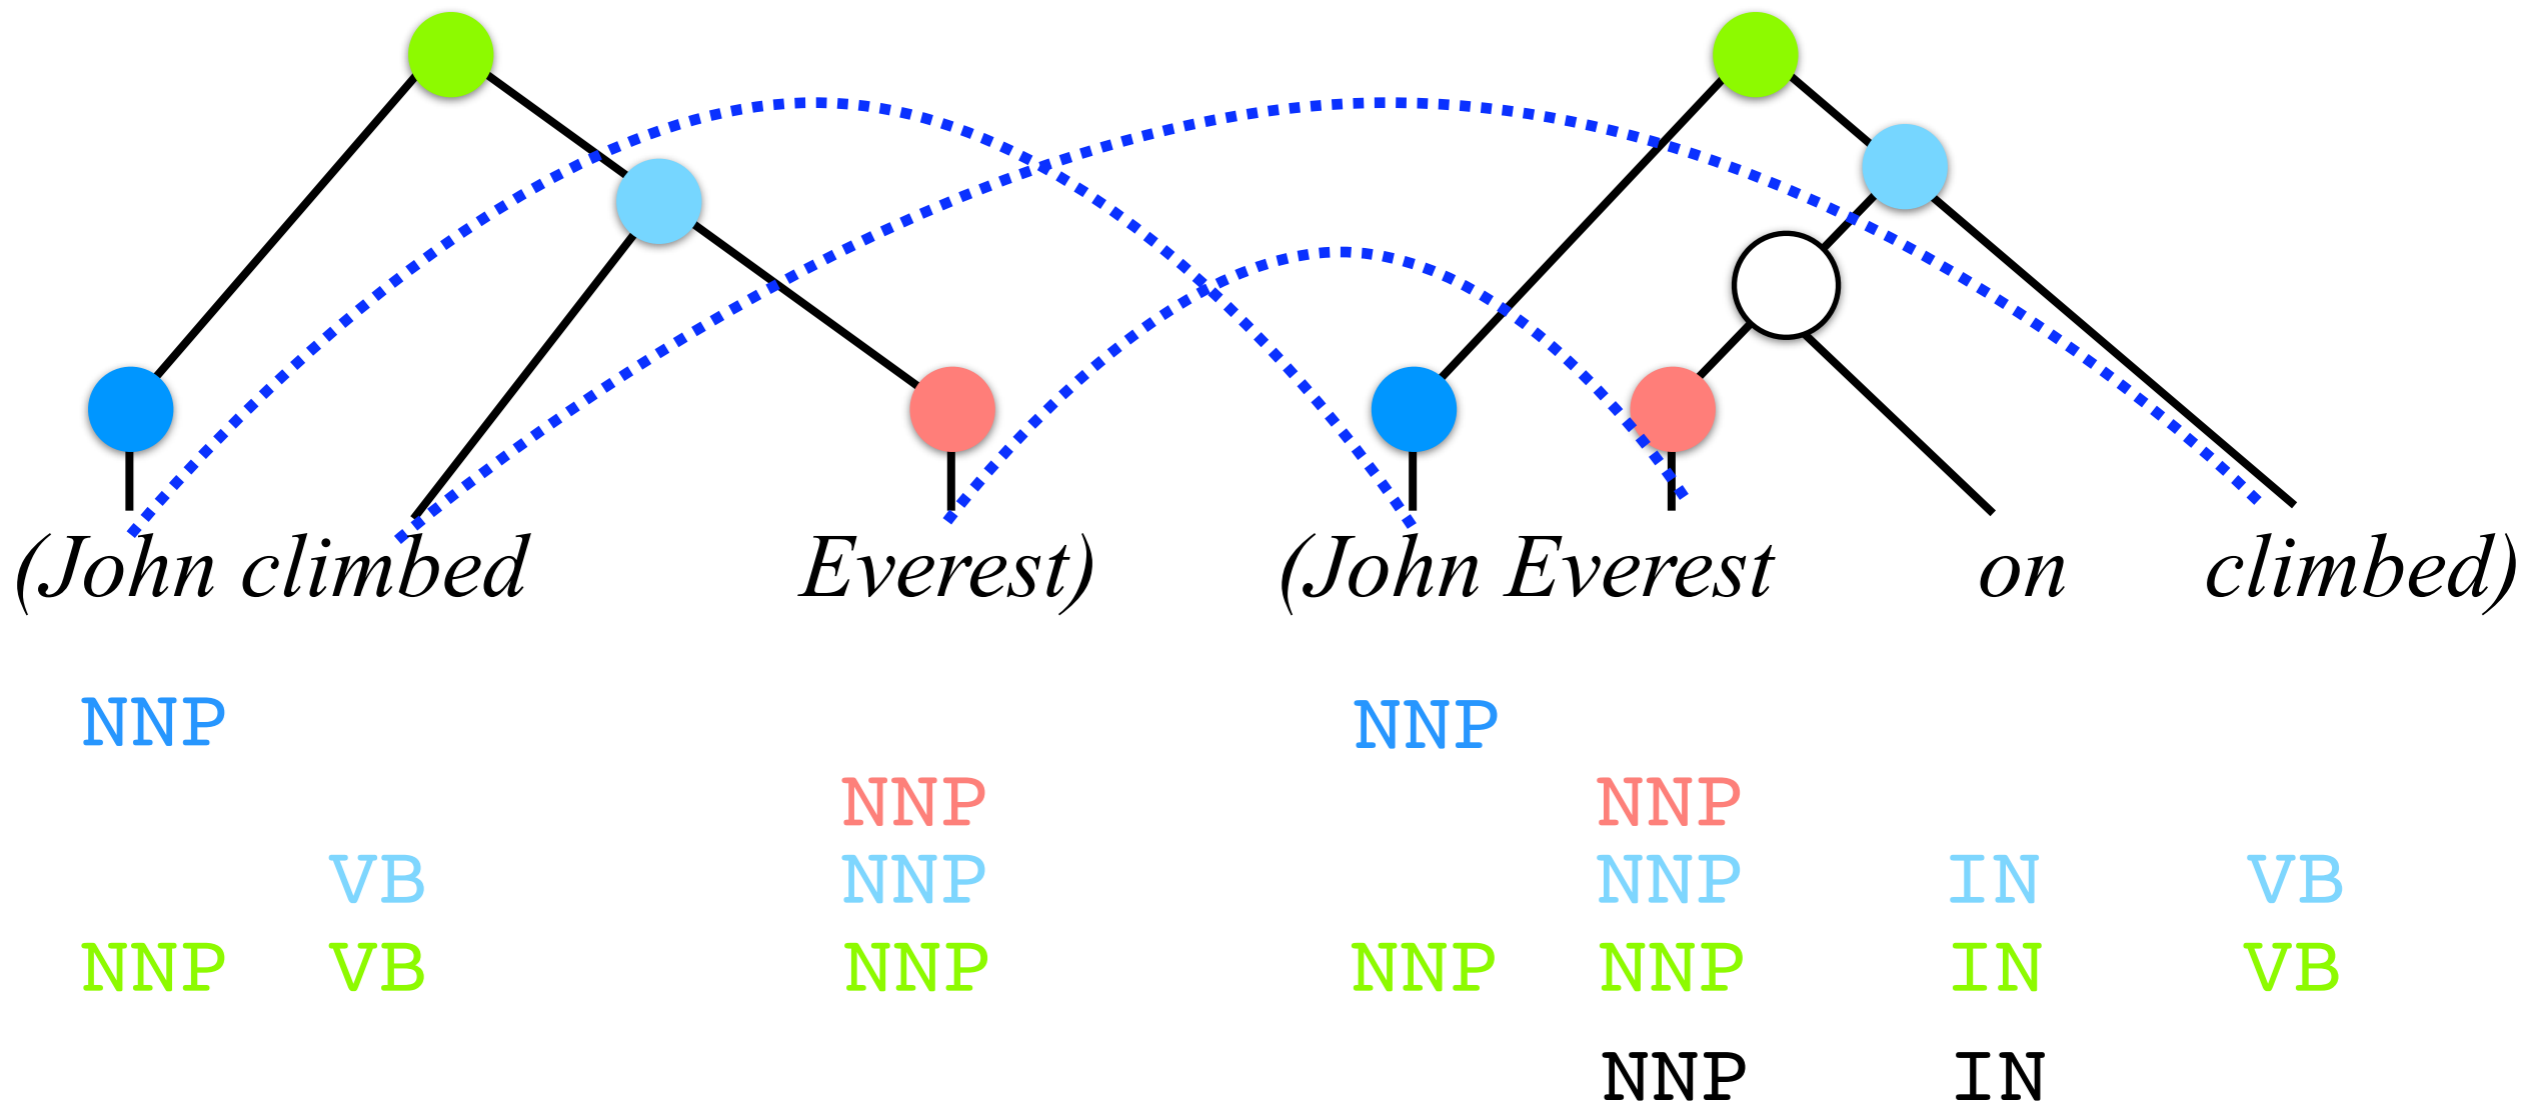 (John climbed Everest) (John Everest on climbed)
NNP NNP
NNP NNP
VB NNP NNP IN VB
NNP VB NNP NNP NNP IN VB
NNP IN